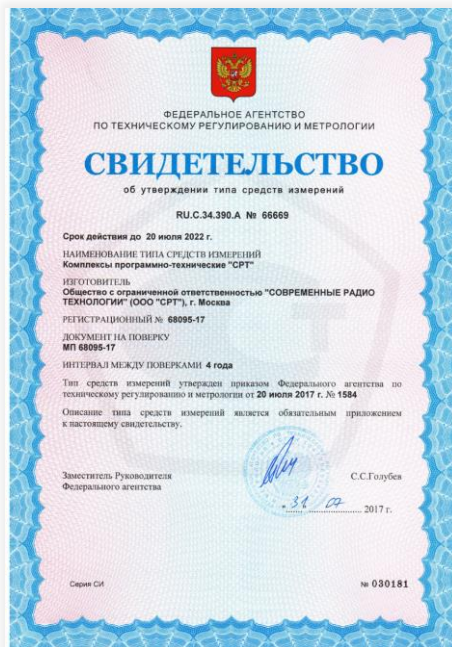 ФЕДЕРАЛЬНОЕ АГЕНТСТВО
ПО ТЕХНИЧЕСКОМУ РЕГУЛИРОВАНИЮ И МЕТРОЛОГИИ
СВИДЕТЕЛЬСТВО
об утверждении типа средств измерений
RU.C.34.390.A № 66669
Срок действия до 20 июля 2022 г.
НАИМЕНОВАНИЕ ТИПА СРЕДСТВ ИЗМЕРЕНИЙ
Комплексы программно-технические "СРТ"
ИЗГОТОВИТЕЛЬ
Общество с ограниченной ответственностью "СОВРЕМЕННЫЕ РАДИО
ТЕХНОЛОГИИ" (ООО "СРТ"), г. Москва
РЕГИСТРАЦИОННЫЙ № 68095-17
ДОКУМЕНТ НА ПОВЕРКУ
МП 68095-17
ИНТЕРВАЛ МЕЖДУ ПОВЕРКАМИ 4 года
Тип средств измерений утвержден приказом Федерального агентства по
техническому регулированию и метрологии от 20 июля 2017 г. № 1584
Описание типа средств измерений является обязательным приложением
к настоящему свидетельству.
Заместитель Руководителя
Федерального агентства
С.С.Голубев
31 07 2017 г.
Серия СИ
№ 030181